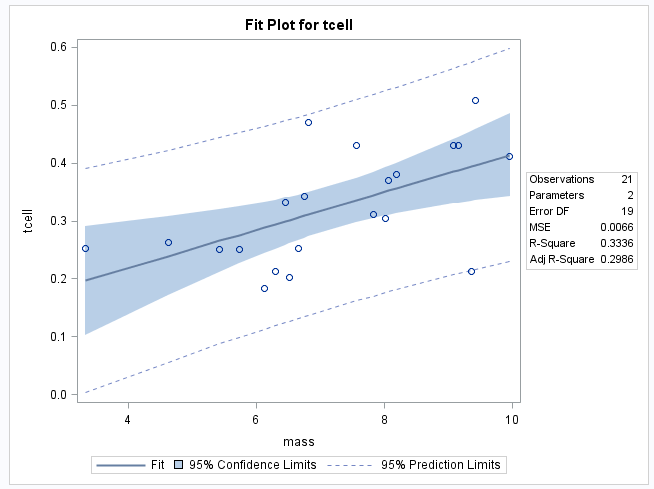 Fit Plot for tcell
0.6
0.5
0.4
0.3
0.2
0.1
0.0
tcell
4 6 8 10
mass
Observations 21
Parameters 2
Error DF 19
MSE 0.0066
R-Square 0.3336
Adj R-Square 0.2986
Fit 95% Confidence Limits 95% Prediction Limits